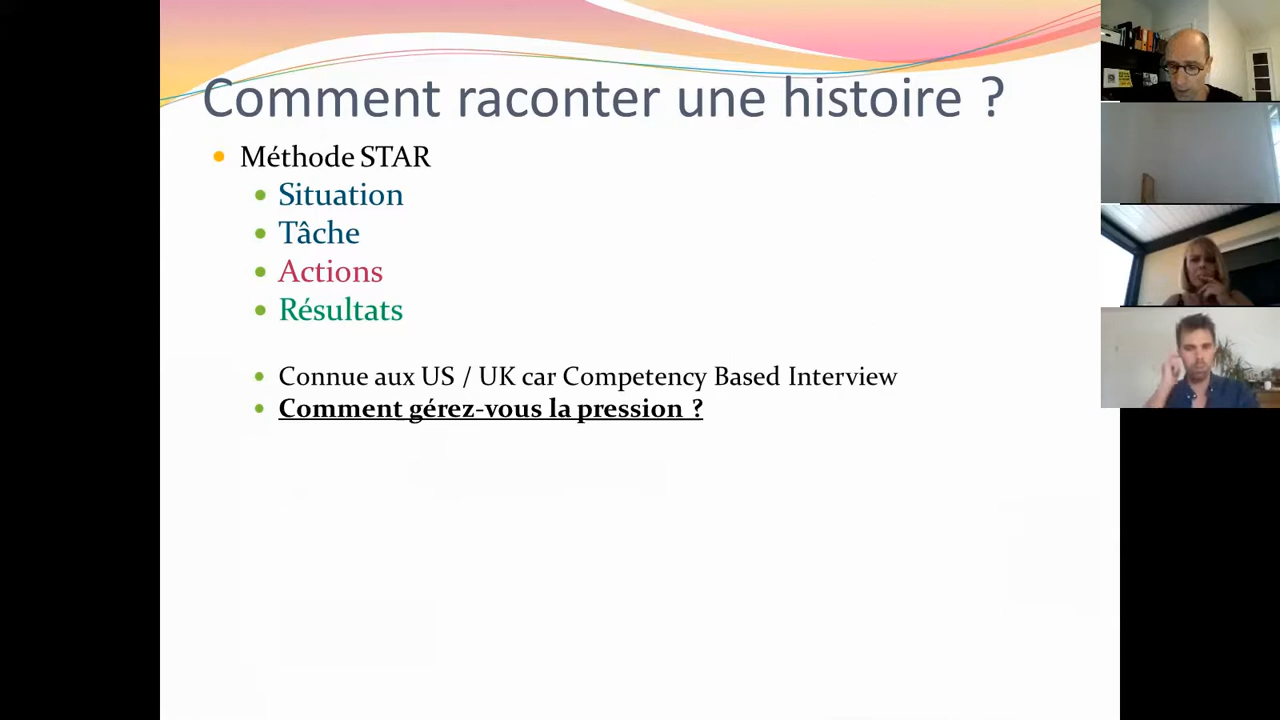 Comment raconter une histoire ?
Méthode STAR
Situation
Tâche
Actions
Résultats
Connue aux US / UK car Competency Based Interview
Comment gérez-vous la pression ?